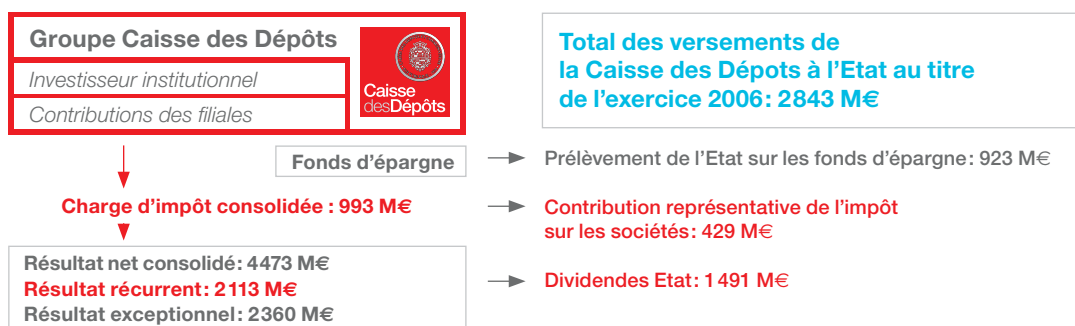 Groupe Caisse des Dépôts
Investisseur institutionnel
Contributions des filiales
Caisse
desDépôts
Total des versements de
la Caisse des Dépots à l'Etat au titre
de l'exercice 2006: 2843 M€
Fonds d'épargne
Prélèvement de l'Etat sur les fonds d'épargne: 923 M€
Charge d'impôt consolidée : 993 M€
Contribution représentative de l'impôt
sur les sociétés: 429 M€
Résultat net consolidé: 4473 M€
Résultat récurrent: 2113 M€
Résultat exceptionnel: 2360 M€
Dividendes Etat: 1491 M€